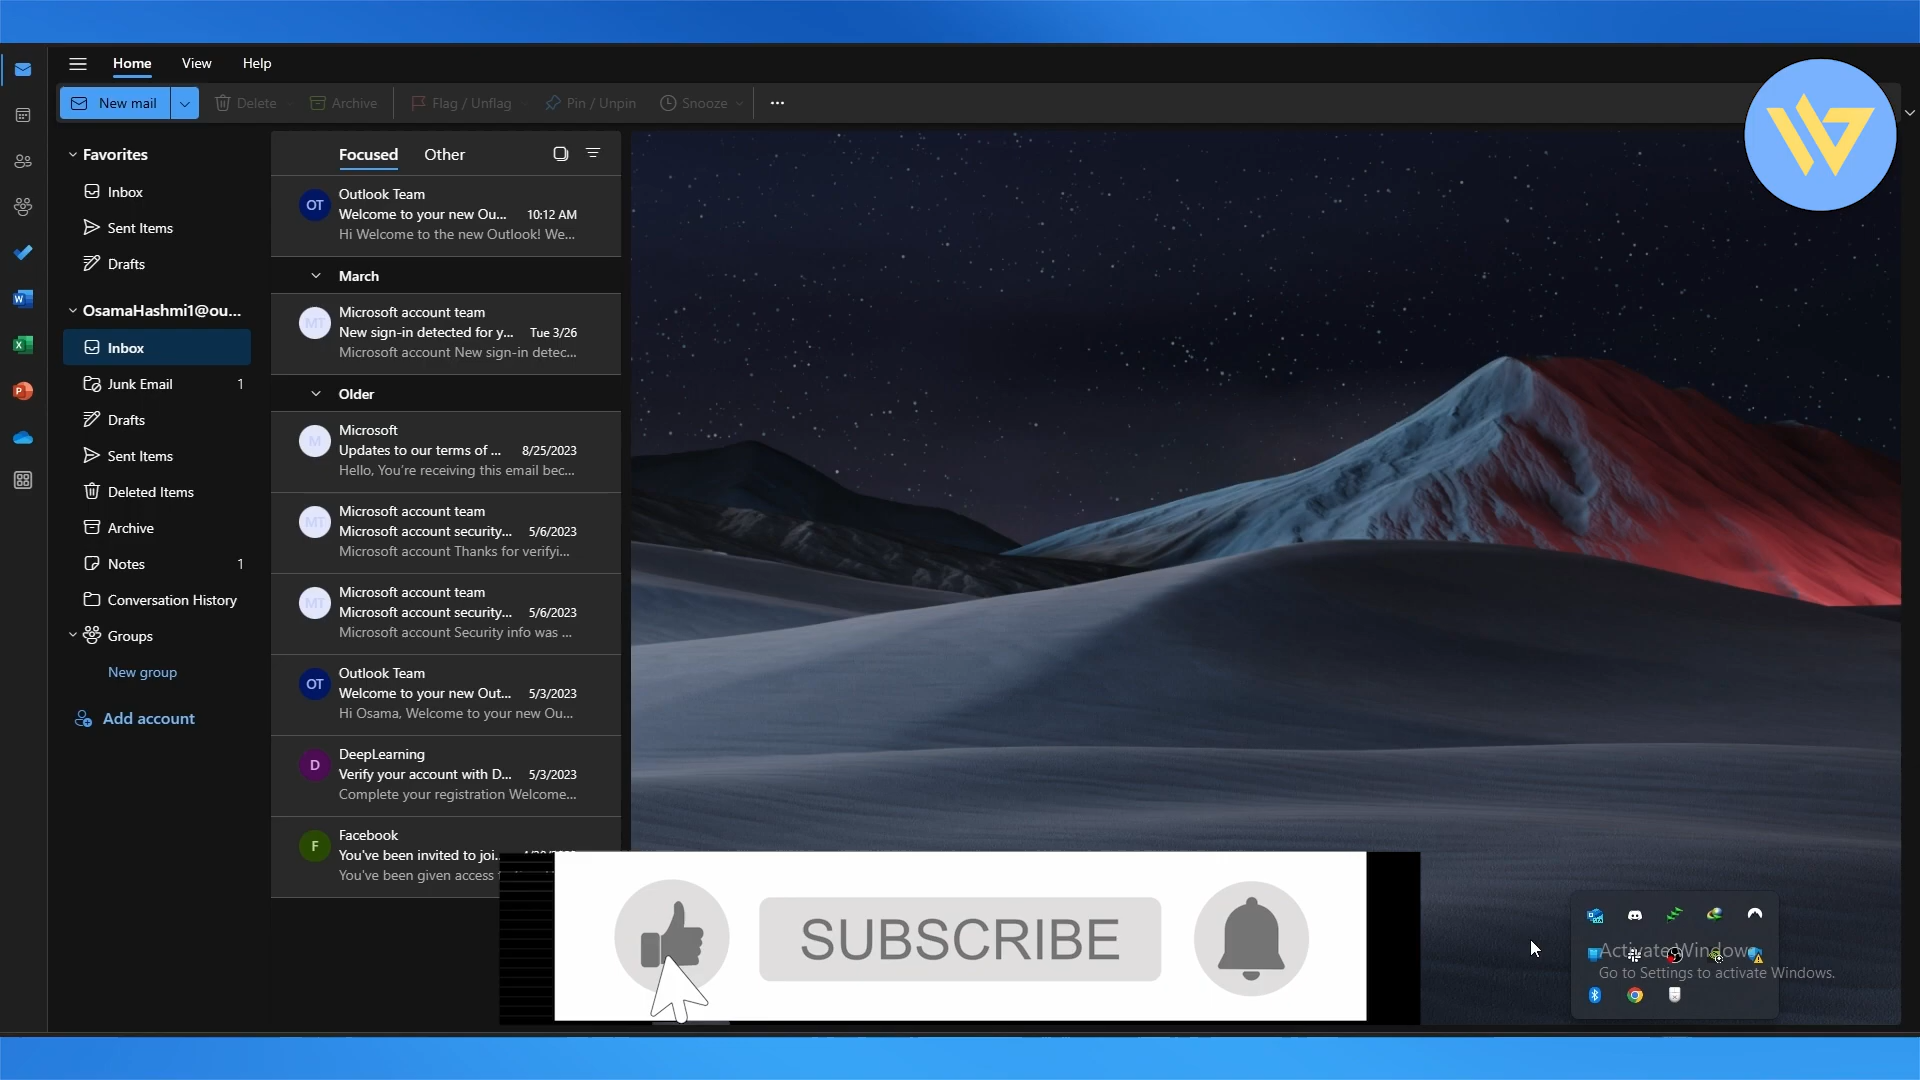 Home View Help
New mail Delete Archive Flag / Unflag Pin / Unpin Snooze
Favorites
Inbox
Sent Items
Drafts
OsamaHashmi1@ou...
Inbox
Junk Email 1
Drafts
Sent Items
Deleted Items
Archive
Notes 1
Conversation History
Groups
New group
Add account
Focused Other
OT
Outlook Team
Welcome to your new Ou... 10:12 AM
Hi Welcome to the new Outlook! We...
March
MT
Microsoft account team
New sign-in detected for y... Tue 3/26
Microsoft account New sign-in detec...
Older
M
Microsoft
Updates to our terms of ... 8/25/2023
Hello, You're receiving this email bec...
MT
Microsoft account team
Microsoft account security... 5/6/2023
Microsoft account Thanks for verifyi...
MT
Microsoft account team
Microsoft account security... 5/6/2023
Microsoft account Security info was ...
OT
Outlook Team
Welcome to your new Out... 5/3/2023
Hi Osama, Welcome to your new Ou...
D
DeepLearning
Verify your account with D... 5/3/2023
Complete your registration Welcome...
F
Facebook
You've been invited to joi...
You've been given access
SUBSCRIBE
Activate Windows
Go to Settings to activate Windows.